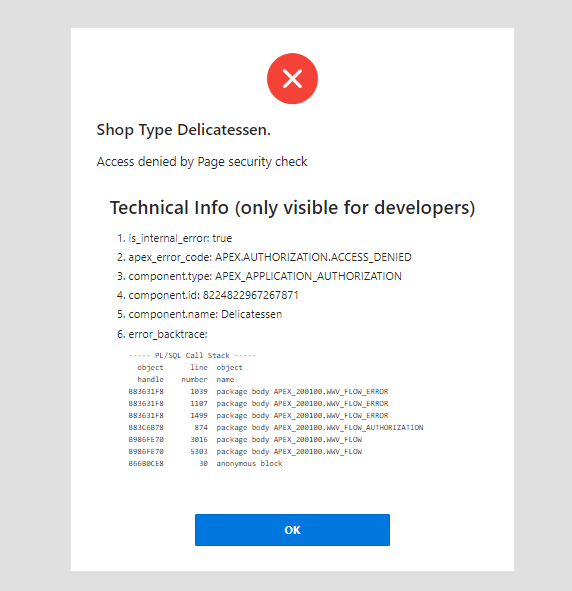 Shop Type Delicatessen.
Access denied by Page security check
Technical Info (only visible for developers)
1. is_internal_error: true
2. apex_error_code: APEX.AUTHORIZATION.ACCESS_DENIED
3. component.type: APEX_APPLICATION_AUTHORIZATION
4. component.id: 8224822967267871
5. component.name: Delicatessen
6. error_backtrace:
----- PL/SQL Call Stack -----
object line object
handle number name
B83631F8 1039 package body APEX_200100.WWV_FLOW_ERROR
B83631F8 1107 package body APEX_200100.WWV_FLOW_ERROR
B83631F8 1499 package body APEX_200100.WWV_FLOW_ERROR
B83C6B78 874 package body APEX_200100.WWV_FLOW_AUTHORIZATION
B986FE70 3016 package body APEX_200100.WWV_FLOW
B986FE70 5303 package body APEX_200100.WWV_FLOW
B66B0CE8 30 anonymous block
OK